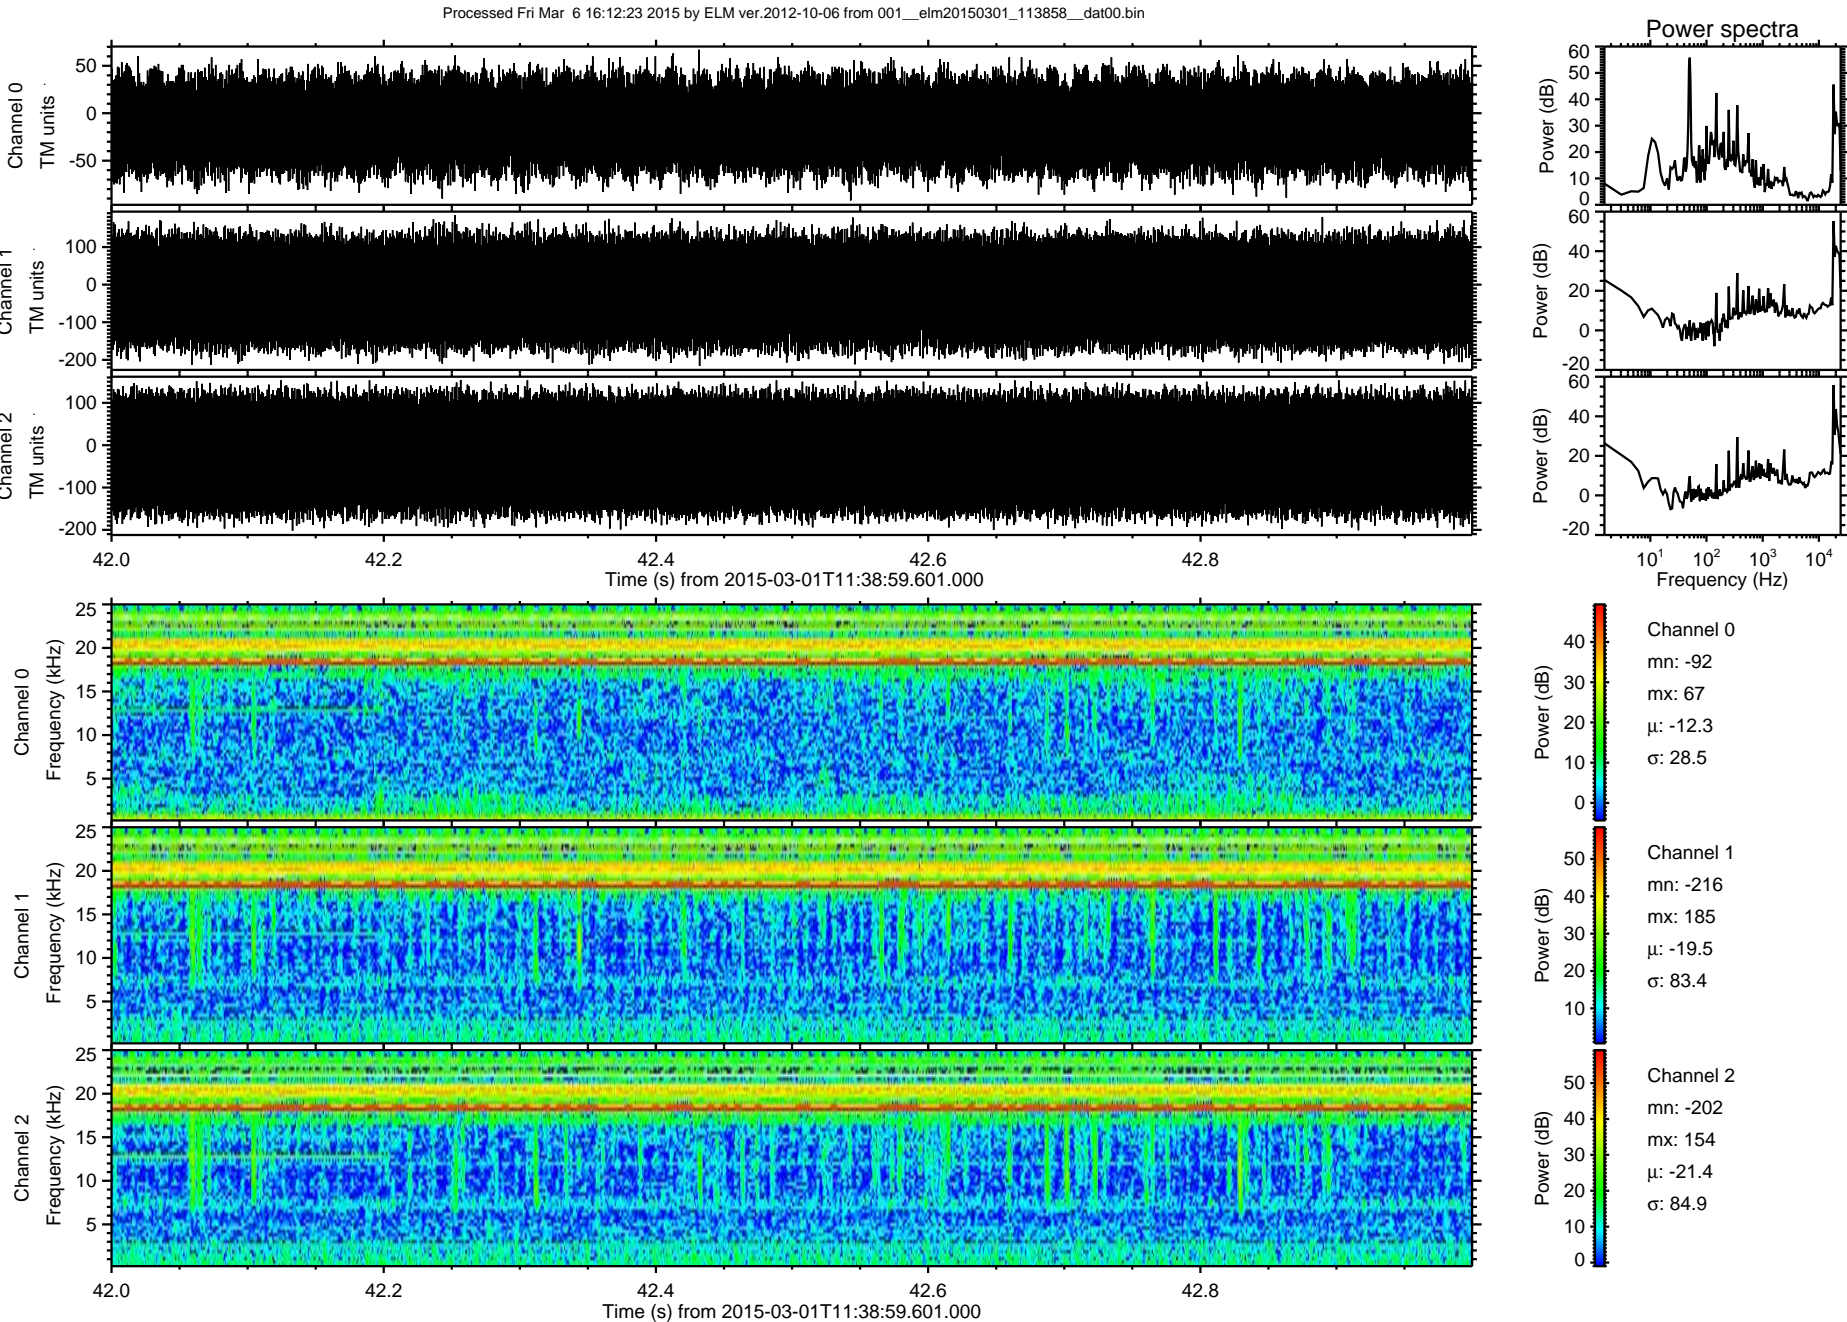 Processed Fri Mar 6 16:12:23 2015 by ELM ver.2012-10-06 from 001__elm20150301_113858__dat00.bin
Power spectra
Channel 0
TM units
50
0
-50
Power (dB)
60
50
40
30
20
10
0
Channel 1
TM units
100
0
-100
-200
Power (dB)
60
40
20
0
-20
Channel 2
TM units
100
0
-100
-200
Power (dB)
60
40
20
0
-20
42.0 42.2 42.4 42.6 42.8
Time (s) from 2015-03-01T11:38:59.601.000
10^1 10^2 10^3 10^4
Frequency (Hz)
Channel 0
Frequency (kHz)
25
20
15
10
5
Power (dB)
40
30
20
10
0
Channel 0
mn: -92
mx: 67
μ: -12.3
σ: 28.5
Channel 1
Frequency (kHz)
25
20
15
10
5
Power (dB)
50
40
30
20
10
Channel 1
mn: -216
mx: 185
μ: -19.5
σ: 83.4
Channel 2
Frequency (kHz)
25
20
15
10
5
Power (dB)
50
40
30
20
10
0
Channel 2
mn: -202
mx: 154
μ: -21.4
σ: 84.9
42.0 42.2 42.4 42.6 42.8
Time (s) from 2015-03-01T11:38:59.601.000